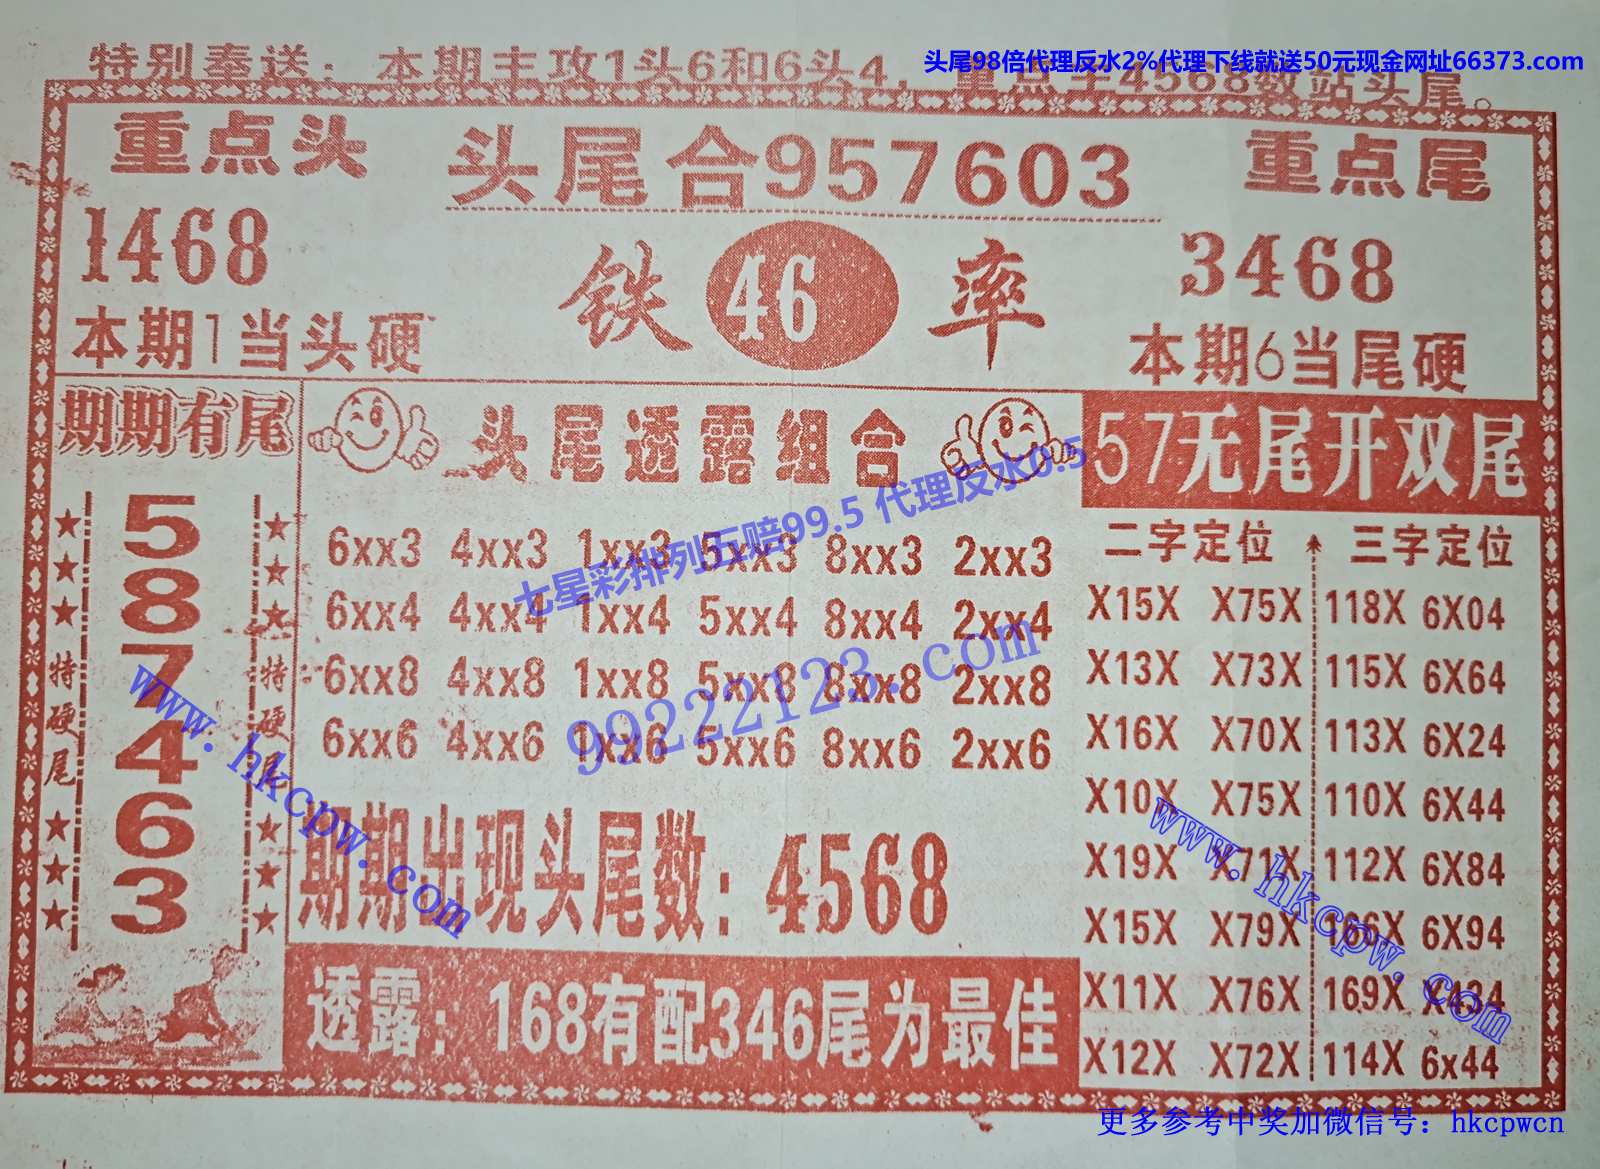 特别奉送：本期主攻1头6和6头4，重点主4568数站头尾。
头尾98倍代理反水2%代理下线就送50元现金网址66373.com
重点头
头尾合957603
重点尾
1468
铁 46 率
3468
本期1当头硬
本期6当尾硬
期期有尾
头尾透露组合
57无尾开双尾
5
8
7
4
6
3
特硬尾
特硬尾
6xx3 4xx3 1xx3 5xx3 8xx3 2xx3
6xx4 4xx4 1xx4 5xx4 8xx4 2xx4
6xx8 4xx8 1xx8 5xx8 8xx8 2xx8
6xx6 4xx6 1xx6 5xx6 8xx6 2xx6
七星彩排列五赔99.5 代理反水0.5
99222123.com
www.hkcpw.com
期期出现头尾数：4568
透露：168有配346尾为最佳
二字定位 三字定位
X15X X75X 118X 6X04
X13X X73X 115X 6X64
X16X X70X 113X 6X24
X10X X75X 110X 6X44
X19X X71X 112X 6X84
X15X X79X 166X 6X94
X11X X76X 169X X434
X12X X72X 114X 6x44
www.hkcpw.com
更多参考中奖加微信号：hkcpwcn